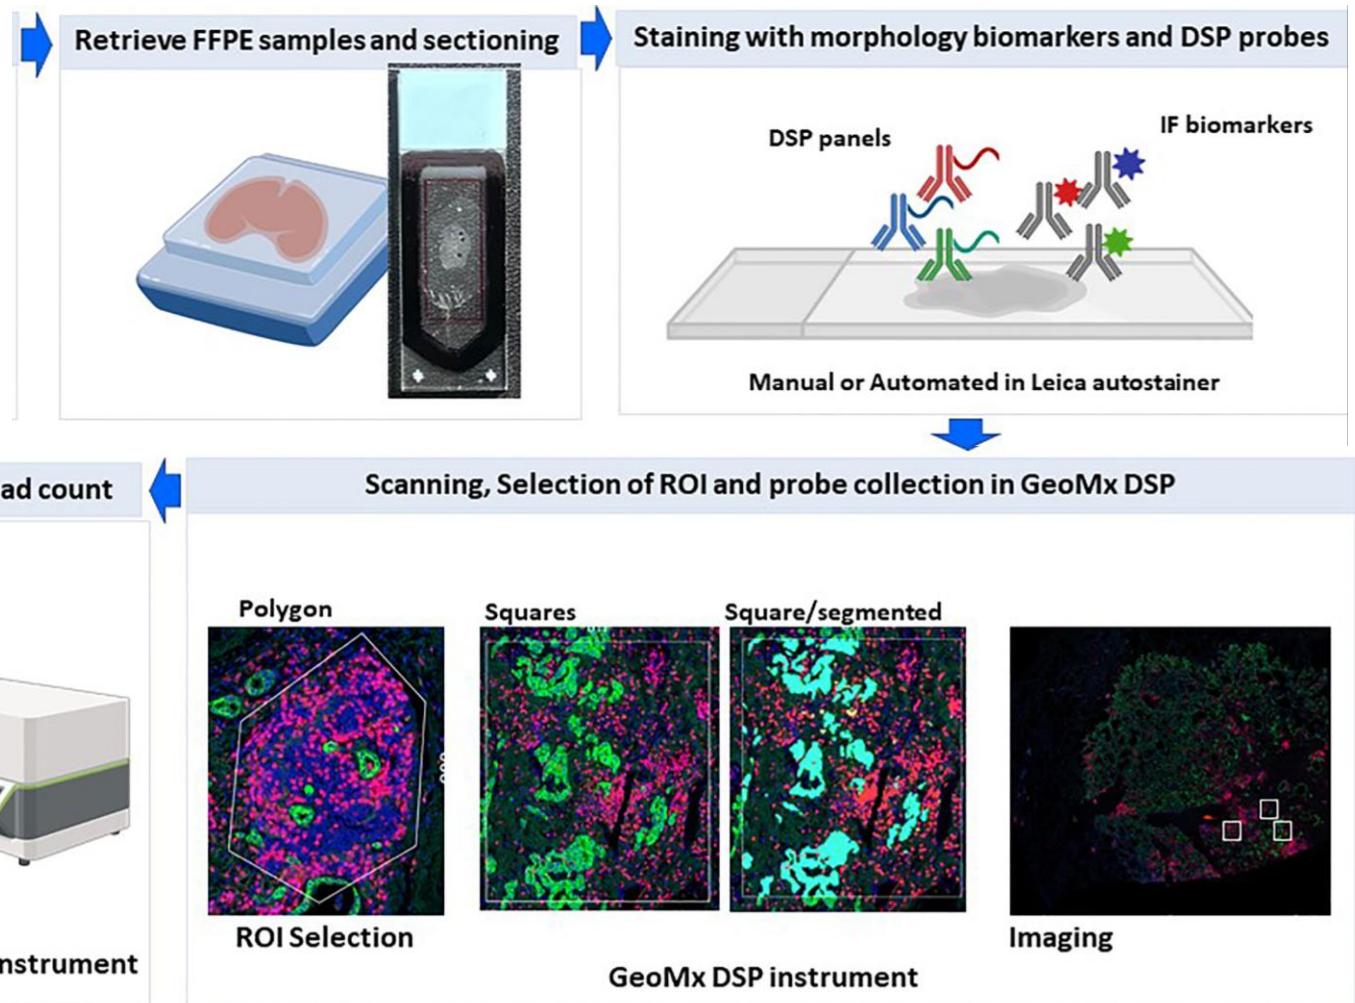 Retrieve FFPE samples and sectioning
Staining with morphology biomarkers and DSP probes
DSP panels
IF biomarkers
Manual or Automated in Leica autostainer
ad count
Scanning, Selection of ROI and probe collection in GeoMx DSP
Polygon
Squares
Square/segmented
ROI Selection
Imaging
nstrument
GeoMx DSP instrument